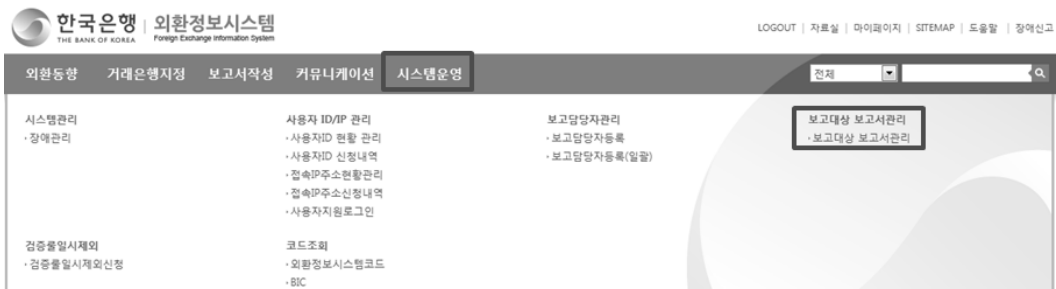 한국은행 | 외환정보시스템
THE BANK OF KOREA Foreign Exchange Information System
LOGOUT | 자료실 | 마이페이지 | SITEMAP | 도움말 | 장애신고
외환동향 거래은행지정 보고서작성 커뮤니케이션 시스템운영 전체
시스템관리
·장애관리
사용자 ID/IP 관리
·사용자ID 현황 관리
·사용자ID 신청내역
·접속IP주소현황관리
·접속IP주소신청내역
·사용자지원로그인
보고담당자관리
·보고담당자등록
·보고담당자등록(일괄)
보고대상 보고서관리
·보고대상 보고서관리
검증룰일시제외
·검증룰일시제외신청
코드조회
·외환정보시스템코드
·BIC